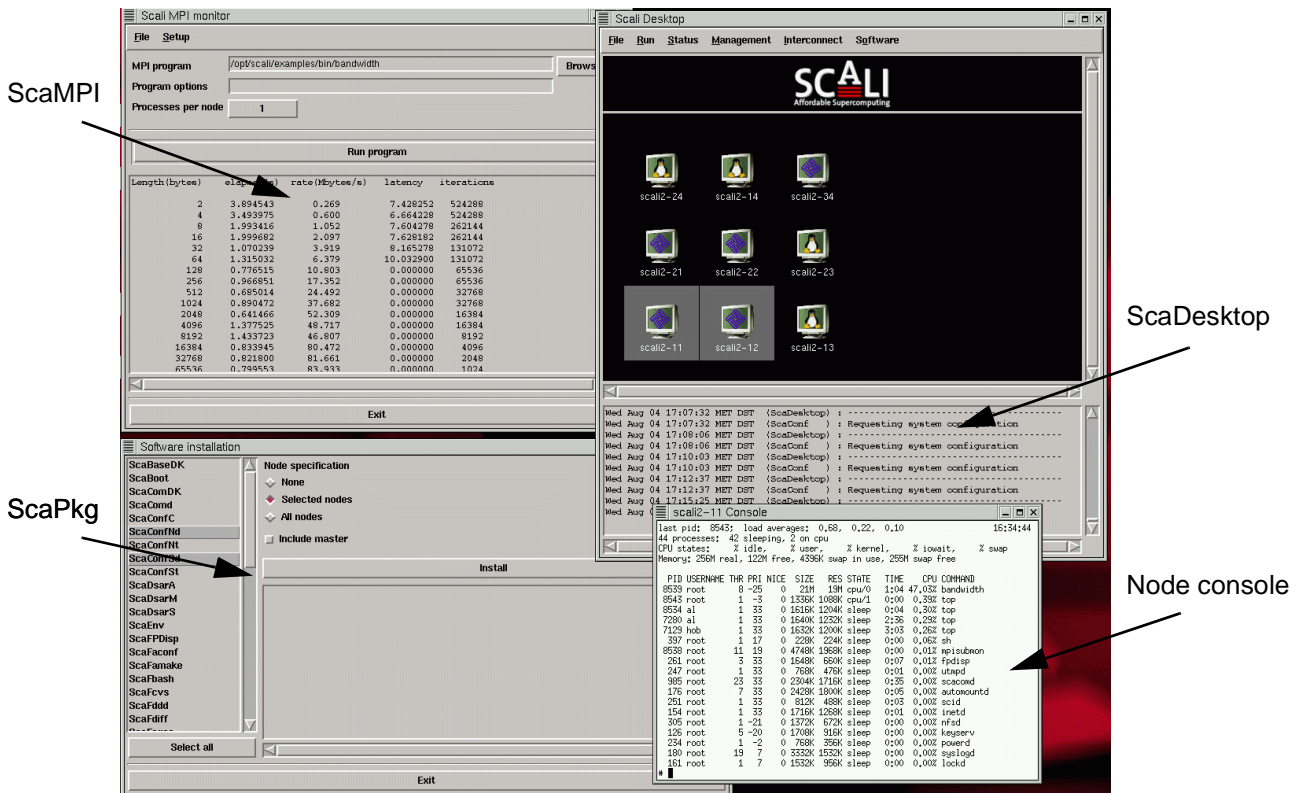 ScaMPI
ScaPkg
ScaDesktop
Node console
Scali MPI monitor
File Setup
MPI program /opt/scali/examples/bin/bandwidth Brows
Program options
Processes per node 1
Run program
Length(bytes) rate(Mbytes/s) latency iterations
2 3.894543 0.269 7.428252 524288
4 3.493975 0.600 6.664228 524288
8 1.993416 1.052 7.604278 262144
16 1.999682 2.097 7.628182 262144
32 1.070239 3.919 8.165278 131072
64 1.315032 6.379 10.032900 131072
128 0.776515 10.803 0.000000 65536
256 0.966851 17.352 0.000000 65536
512 0.685014 24.492 0.000000 32768
1024 0.890472 37.682 0.000000 32768
2048 0.641466 52.309 0.000000 16384
4096 1.377525 48.717 0.000000 16384
8192 1.433723 46.807 0.000000 8192
16384 0.833945 80.472 0.000000 4096
32768 0.821800 81.661 0.000000 2048
65536 0.799553 83.933 0.000000 1024
Exit
Scali Desktop
File Run Status Management Interconnect Software
SCALI
Affordable Supercomputing
scali2-24 scali2-14 scali2-34
scali2-21 scali2-22 scali2-23
scali2-11 scali2-12 scali2-13
Wed Aug 04 17:07:32 MET DST (ScaDesktop) : ----------------------------------------
Wed Aug 04 17:07:32 MET DST (ScaConf ) : Requesting system configuration
Wed Aug 04 17:08:06 MET DST (ScaDesktop) : ----------------------------------------
Wed Aug 04 17:08:06 MET DST (ScaConf ) : Requesting system configuration
Wed Aug 04 17:10:03 MET DST (ScaDesktop) : ----------------------------------------
Wed Aug 04 17:10:03 MET DST (ScaConf ) : Requesting system configuration
Wed Aug 04 17:12:37 MET DST (ScaDesktop) : ----------------------------------------
Wed Aug 04 17:12:37 MET DST (ScaConf ) : Requesting system configuration
Wed Aug 04 17:15:25 MET DST (ScaDesktop) : ----------------------------------------
Wed Aug
Software installation
ScaBaseDK
ScaBoot
ScaComDK
ScaComd
ScaConfC
ScaConfNd
ScaConfNt
ScaConfSd
ScaConfSt
ScaDsarA
ScaDsarM
ScaDsarS
ScaEnv
ScaFPDisp
ScaFaconf
ScaFamake
ScaFbash
ScaFcvs
ScaFddd
ScaFdiff
Select all
Node specification
None
Selected nodes
All nodes
Include master
Install
Exit
scali2-11 Console
last pid: 8543; load averages: 0.68, 0.22, 0.10 16:34:44
44 processes: 42 sleeping, 2 on cpu
CPU states: % idle, % user, % kernel, % iowait, % swap
Memory: 256M real, 122M free, 4396K swap in use, 255M swap free
PID USERNAME THR PRI NICE SIZE RES STATE TIME CPU COMMAND
8539 root 8 -25 0 21M 19M cpu/0 1:04 47.03% bandwidth
8543 root 1 -3 0 1336K 1088K cpu/1 0:00 0.39% top
8534 al 1 33 0 1616K 1204K sleep 0:04 0.30% top
7280 al 1 33 0 1640K 1232K sleep 2:36 0.29% top
7129 hob 1 33 0 1632K 1200K sleep 3:03 0.26% top
397 root 1 17 0 228K 224K sleep 0:00 0.06% sh
8538 root 11 19 0 4748K 1968K sleep 0:00 0.01% mpisubmon
261 root 3 33 0 1648K 660K sleep 0:07 0.01% fpdisp
247 root 1 33 0 768K 476K sleep 0:01 0.00% utmpd
985 root 23 33 0 2304K 1716K sleep 0:35 0.00% scacomd
176 root 7 33 0 2428K 1800K sleep 0:05 0.00% automountd
251 root 1 33 0 812K 488K sleep 0:03 0.00% scid
154 root 1 33 0 1716K 1268K sleep 0:01 0.00% inetd
305 root 1 -21 0 1372K 672K sleep 0:00 0.00% nfsd
126 root 5 -20 0 1708K 916K sleep 0:00 0.00% keyserv
234 root 1 -2 0 768K 356K sleep 0:00 0.00% powerd
180 root 19 7 0 3332K 1532K sleep 0:00 0.00% syslogd
161 root 1 7 0 1532K 956K sleep 0:00 0.00% lockd
#